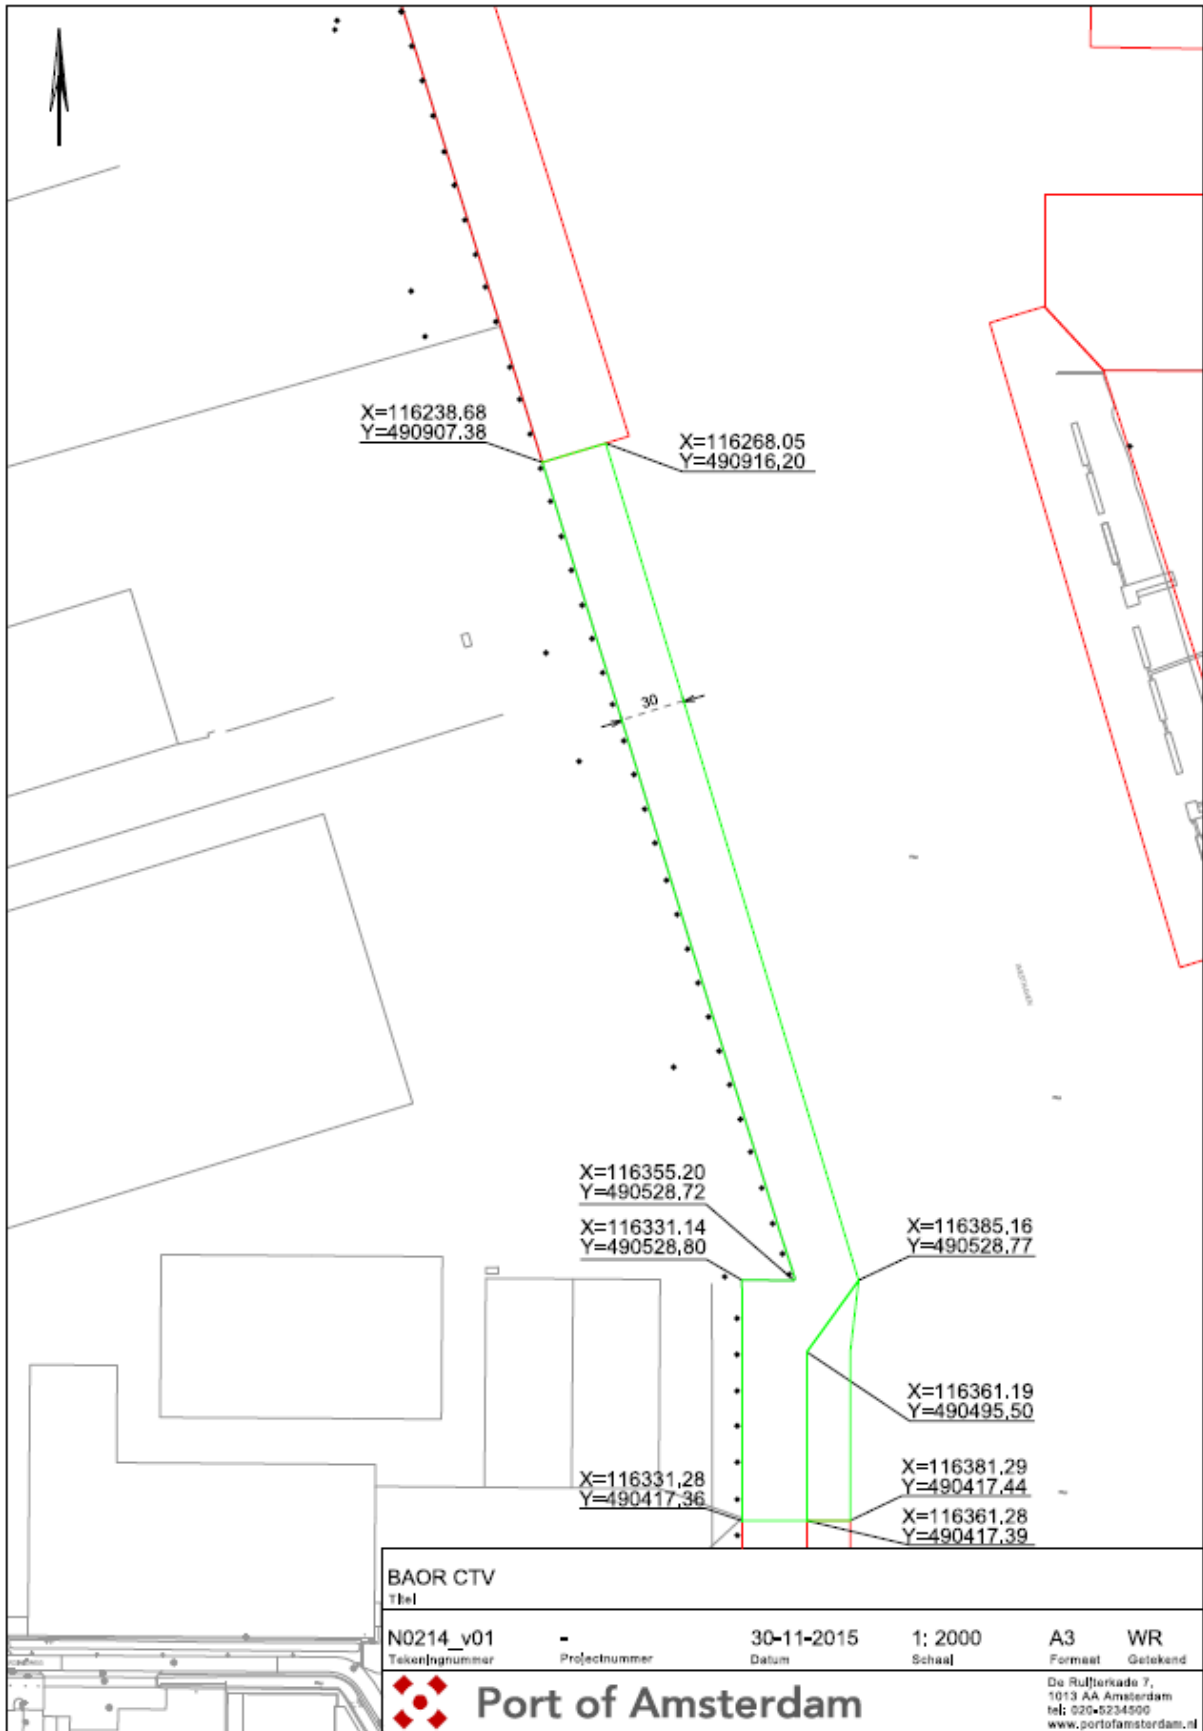 X=116238.68
Y=490907.38
X=116268.05
Y=490916.20
30
X=116355.20
Y=490528.72
X=116331.14
Y=490528.80
X=116385.16
Y=490528.77
X=116361.19
Y=490495.50
X=116331.28
Y=490417.36
X=116381.29
Y=490417.44
X=116361.28
Y=490417.39
BAOR CTV
Titel
N0214_v01 - 30-11-2015 1: 2000 A3 WR
Tekeningnummer Projectnummer Datum Schaal Formaat Getekend
Port of Amsterdam
De Ruijterkade 7,
1013 AA Amsterdam
tel: 020-5234500
www.portofamsterdam.nl